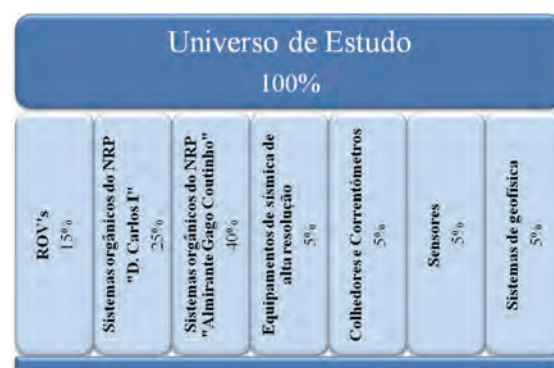 Universo de Estudo
100%
ROV's
15%
Sistemas orgânicos do NRP
"D. Carlos I"
25%
Sistemas orgânicos do NRP
"Almirante Gago Coutinho"
40%
Equipamentos de sísmica de
alta resolução
5%
Colhedores e Correntómetros
5%
Sensores
5%
Sistemas de geofísica
5%